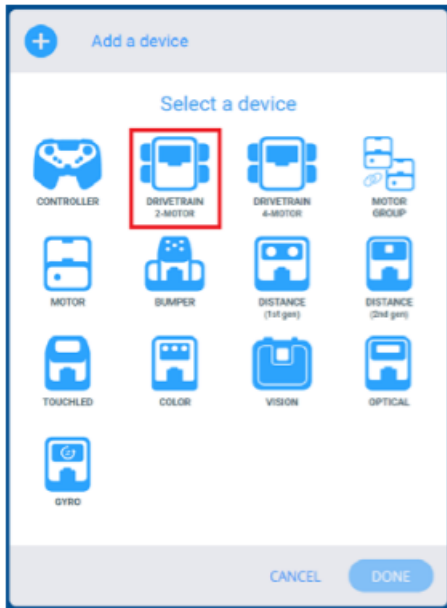 Add a device
Select a device
CONTROLLER
DRIVETRAIN
2-MOTOR
DRIVETRAIN
4-MOTOR
MOTOR
GROUP
MOTOR
BUMPER
DISTANCE
(1st gen)
DISTANCE
(2nd gen)
TOUCHLED
COLOR
VISION
OPTICAL
GYRO
CANCEL
DONE